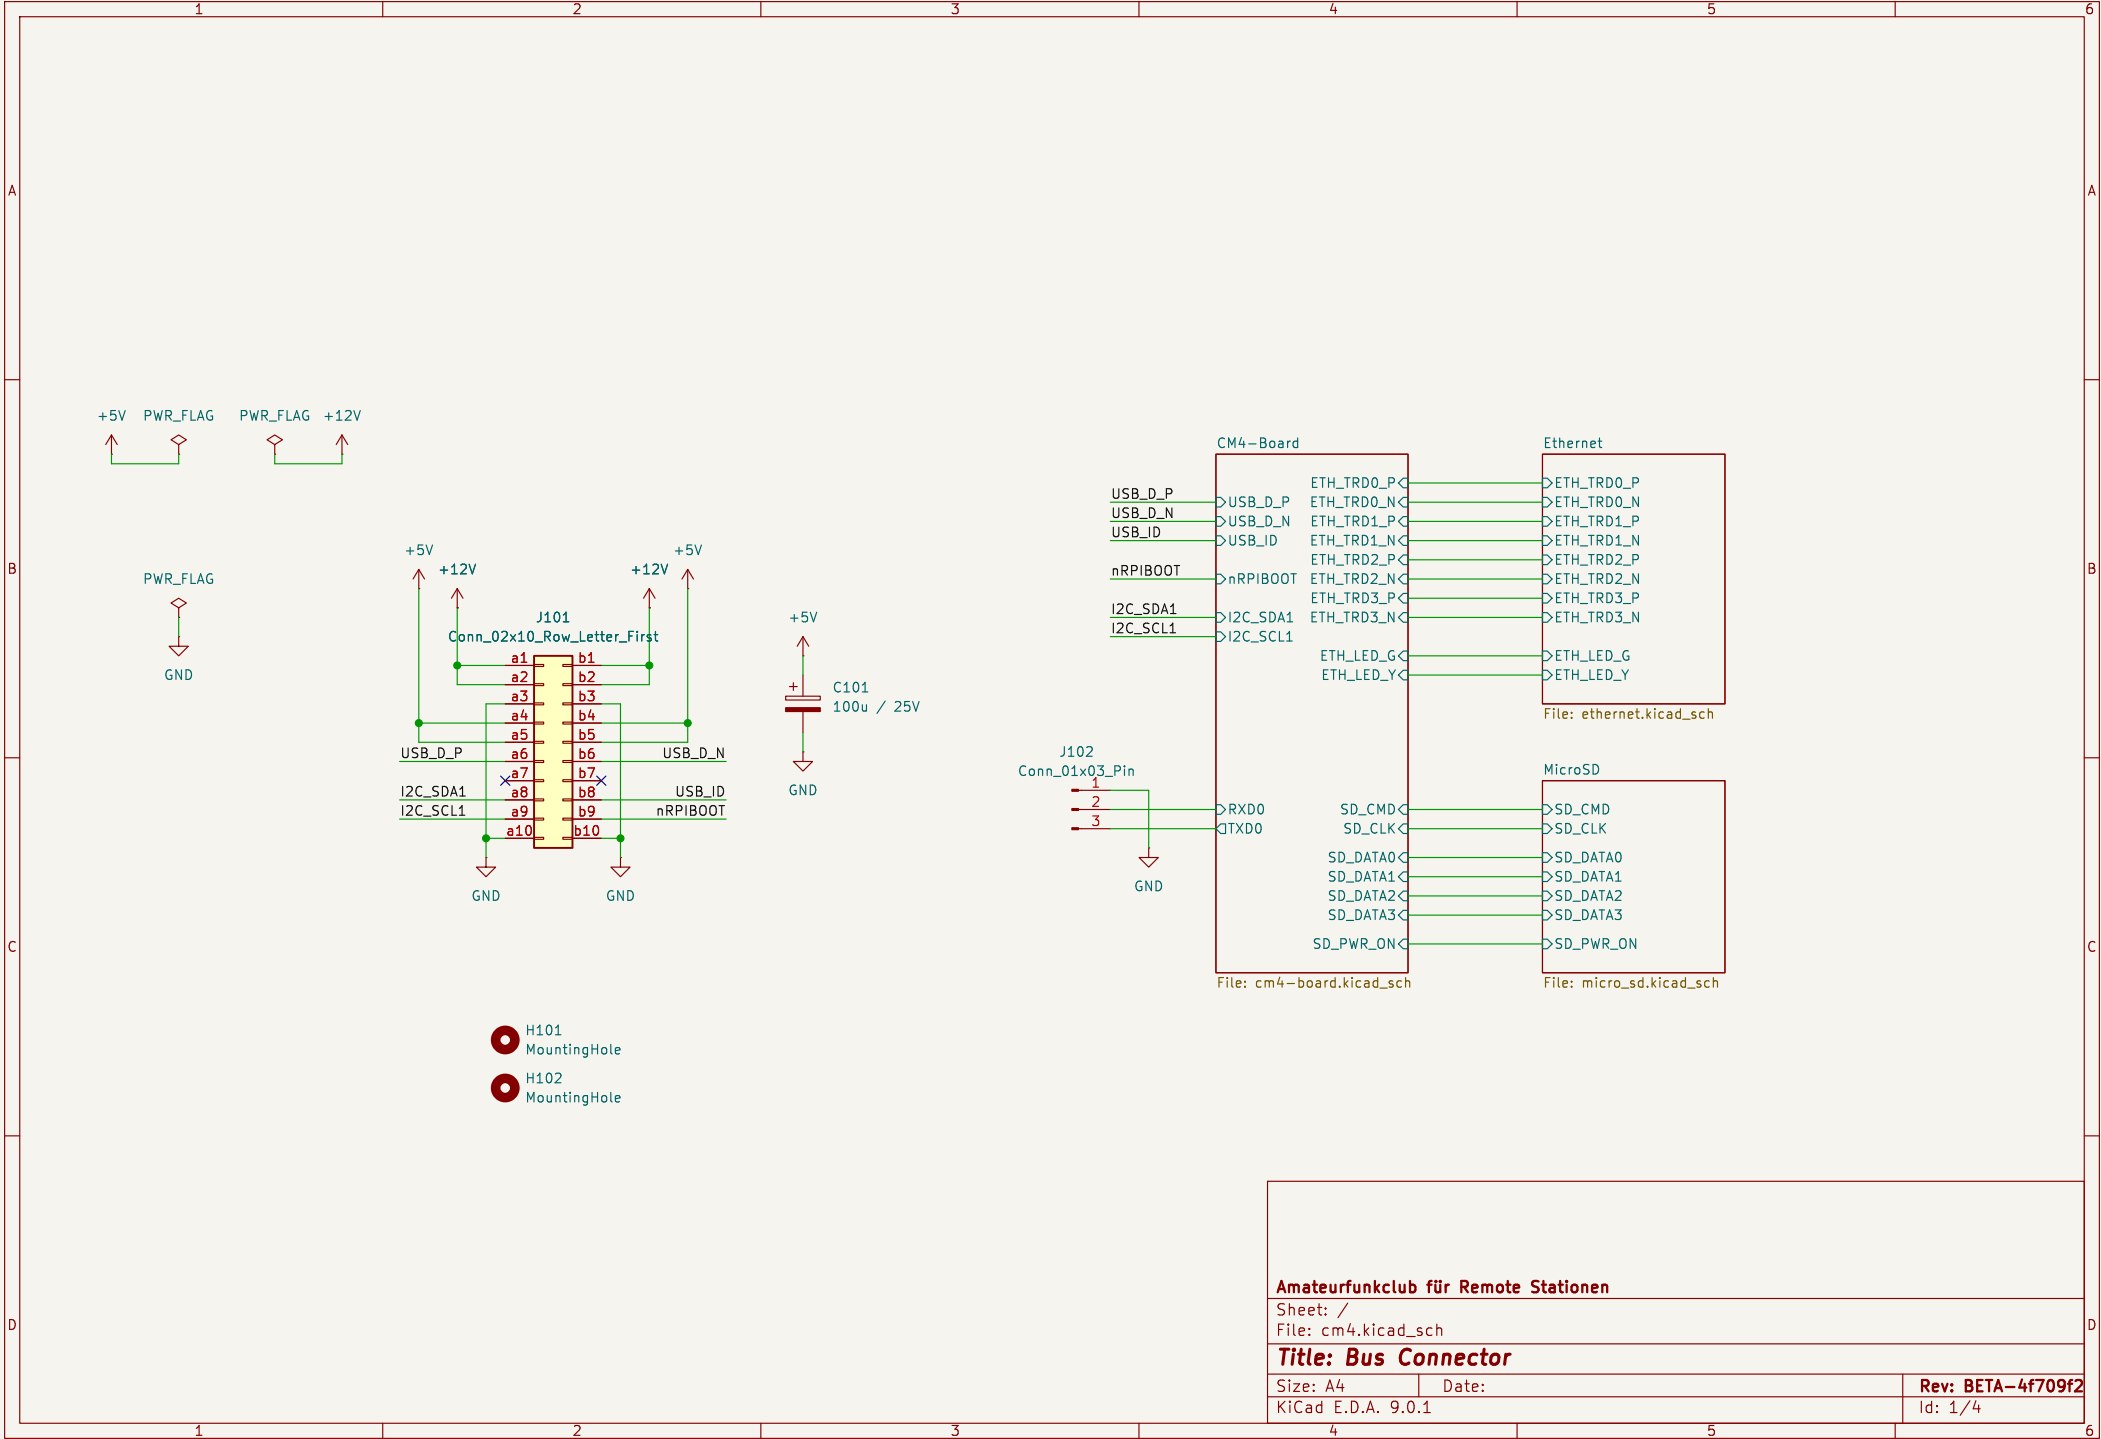 1 2 3 4 5 6
A A
+5V PWR_FLAG PWR_FLAG +12V
PWR_FLAG
GND
B B
+5V +5V
+12V +12V
J101
Conn_02x10_Row_Letter_First
a1 b1
a2 b2
a3 b3
a4 b4
a5 b5
USB_D_P a6 b6 USB_D_N
a7 b7
I2C_SDA1 a8 b8 USB_ID
I2C_SCL1 a9 b9 nRPIBOOT
a10 b10
GND GND
+5V
+
C101
100u / 25V
GND
H101
MountingHole
H102
MountingHole
CM4-Board
USB_D_P USB_D_P
USB_D_N USB_D_N
USB_ID USB_ID
nRPIBOOT nRPIBOOT
I2C_SDA1 I2C_SDA1
I2C_SCL1 I2C_SCL1
J102
Conn_01x03_Pin
1
2 RXD0
3 TXD0
GND
ETH_TRD0_P
ETH_TRD0_N
ETH_TRD1_P
ETH_TRD1_N
ETH_TRD2_P
ETH_TRD2_N
ETH_TRD3_P
ETH_TRD3_N
ETH_LED_G
ETH_LED_Y
SD_CMD
SD_CLK
SD_DATA0
SD_DATA1
SD_DATA2
SD_DATA3
SD_PWR_ON
File: cm4-board.kicad_sch
Ethernet
ETH_TRD0_P
ETH_TRD0_N
ETH_TRD1_P
ETH_TRD1_N
ETH_TRD2_P
ETH_TRD2_N
ETH_TRD3_P
ETH_TRD3_N
ETH_LED_G
ETH_LED_Y
File: ethernet.kicad_sch
MicroSD
SD_CMD
SD_CLK
SD_DATA0
SD_DATA1
SD_DATA2
SD_DATA3
SD_PWR_ON
File: micro_sd.kicad_sch
C C
D D
Amateurfunkclub für Remote Stationen
Sheet: /
File: cm4.kicad_sch
Title: Bus Connector
Size: A4 Date: Rev: BETA-4f709f2
KiCad E.D.A. 9.0.1 Id: 1/4
1 2 3 4 5 6